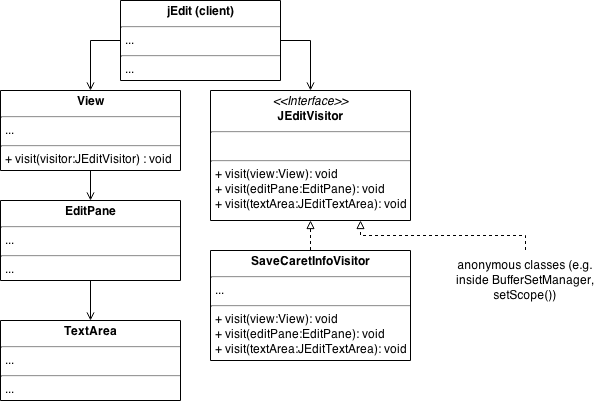 jEdit (client)
...
...
View
...
+ visit(visitor:JEditVisitor) : void
<<Interface>>
JEditVisitor
+ visit(view:View): void
+ visit(editPane:EditPane): void
+ visit(textArea:JEditTextArea): void
EditPane
...
...
SaveCaretInfoVisitor
...
+ visit(view:View): void
+ visit(editPane:EditPane): void
+ visit(textArea:JEditTextArea): void
anonymous classes (e.g.
inside BufferSetManager,
setScope())
TextArea
...
...